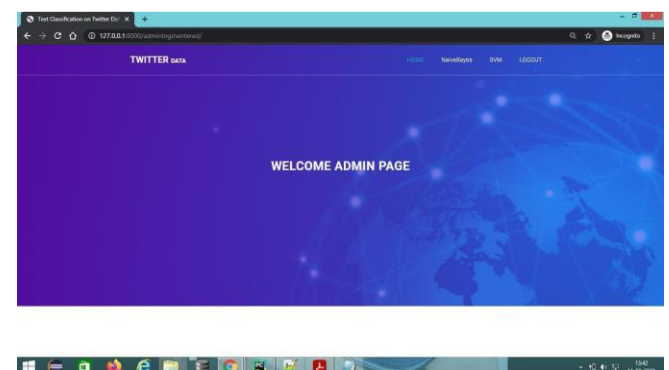 Text Classification on Twitter Dat
127.0.0.1:8000/adminloginentered/
Incognito
TWITTER DATA
HOME NaiveBayes SVM LOGOUT
WELCOME ADMIN PAGE
13:42